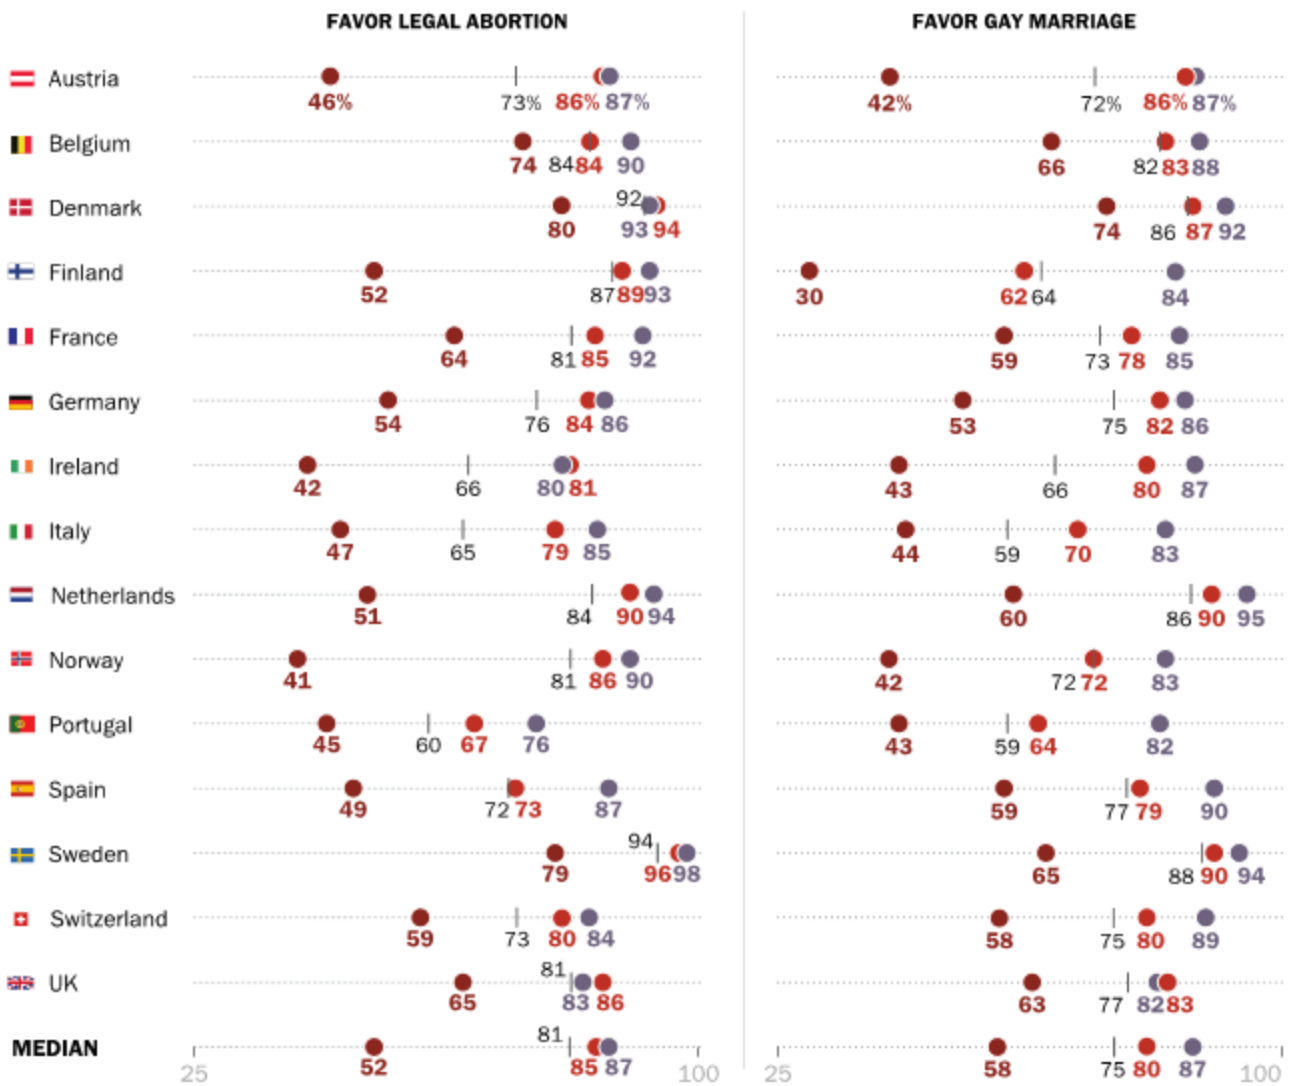 FAVOR LEGAL ABORTION FAVOR GAY MARRIAGE
Austria
46% 73% 86% 87% 42% 72% 86% 87%
Belgium
74 84 84 90 66 82 83 88
92
Denmark
80 93 94 74 86 87 92
Finland
52 87 89 93 30 62 64 84
France
64 81 85 92 59 73 78 85
Germany
54 76 84 86 53 75 82 86
Ireland
42 66 80 81 43 66 80 87
Italy
47 65 79 85 44 59 70 83
Netherlands
51 84 90 94 60 86 90 95
Norway
41 81 86 90 42 72 72 83
Portugal
45 60 67 76 43 59 64 82
Spain
49 72 73 87 59 77 79 90
94
Sweden
79 96 98 65 88 90 94
Switzerland
59 73 80 84 58 75 80 89
81
UK
65 83 86 63 77 82 83
81
MEDIAN
25 52 85 87 100 25 58 75 80 87 100